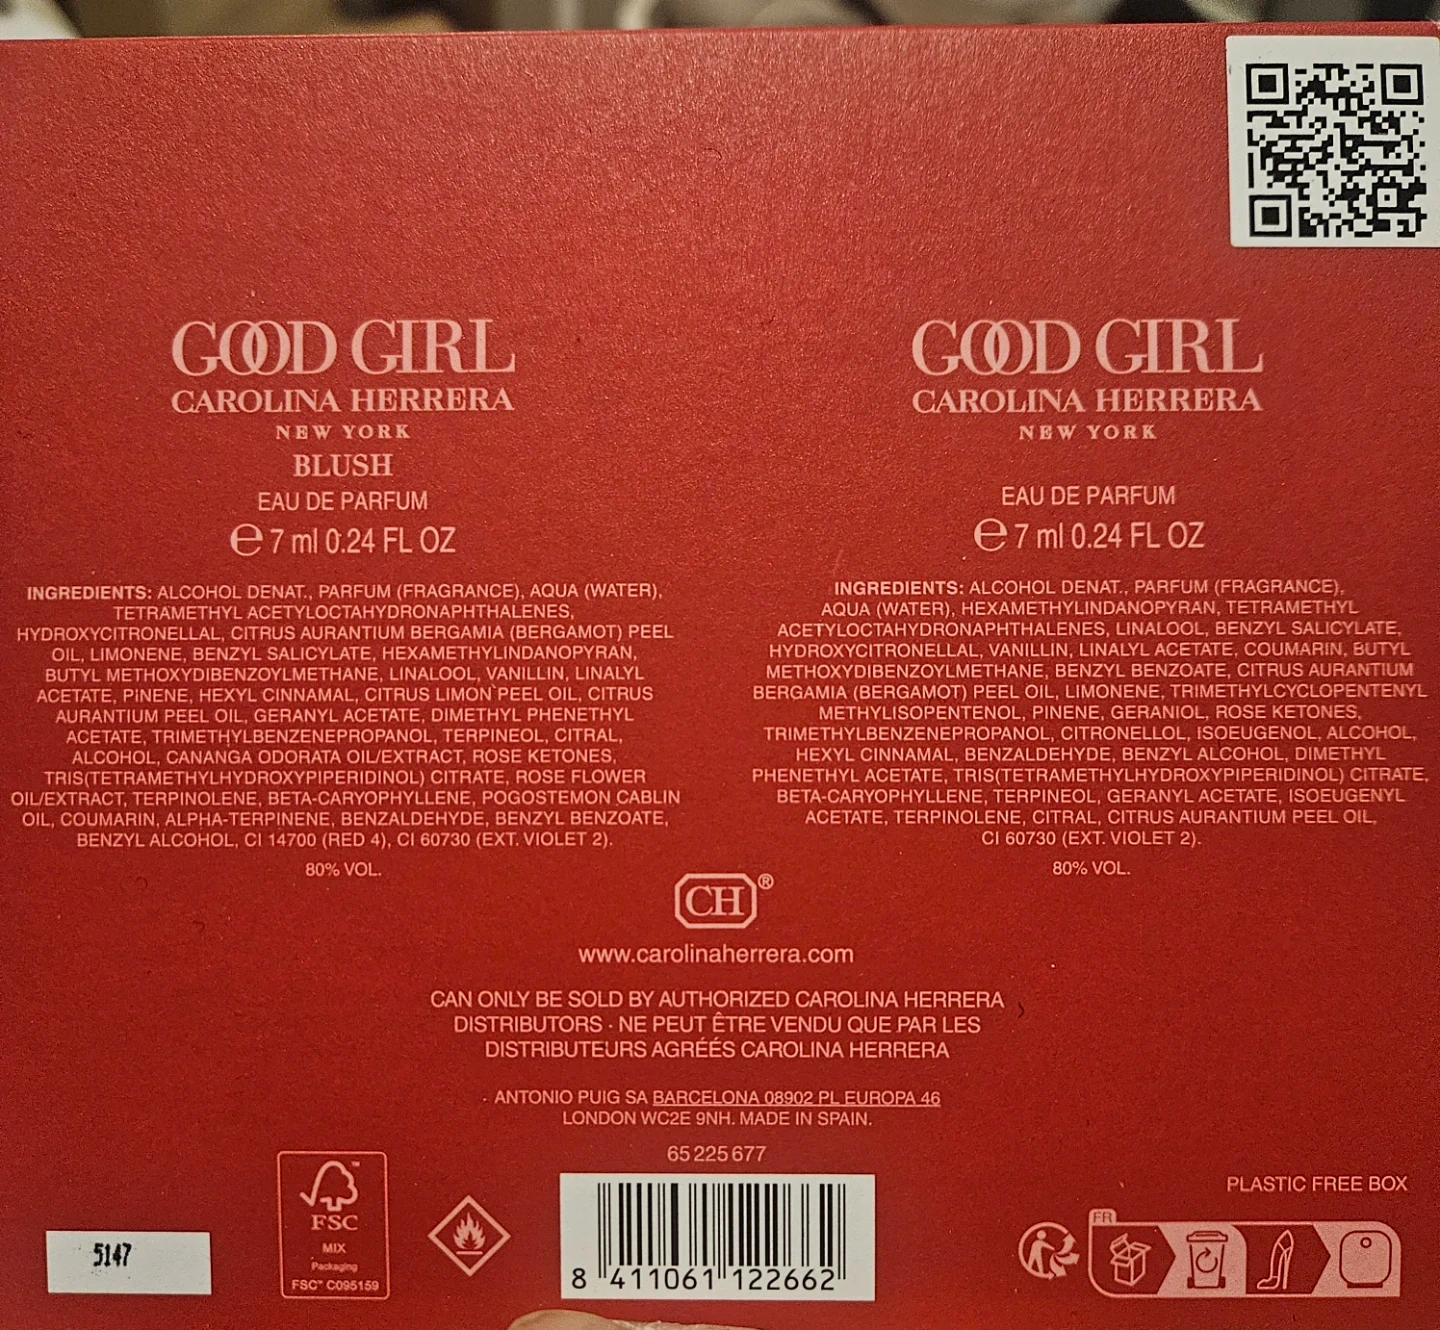 GOOD GIRL
CAROLINA HERRERA
NEW YORK
BLUSH
EAU DE PARFUM
℮ 7 ml 0.24 FL OZ
INGREDIENTS: ALCOHOL DENAT., PARFUM (FRAGRANCE), AQUA (WATER),
TETRAMETHYL ACETYLOCTAHYDRONAPHTHALENES,
HYDROXYCITRONELLAL, CITRUS AURANTIUM BERGAMIA (BERGAMOT) PEEL
OIL, LIMONENE, BENZYL SALICYLATE, HEXAMETHYLINDANOPYRAN,
BUTYL METHOXYDIBENZOYLMETHANE, LINALOOL, VANILLIN, LINALYL
ACETATE, PINENE, HEXYL CINNAMAL, CITRUS LIMON PEEL OIL, CITRUS
AURANTIUM PEEL OIL, GERANYL ACETATE, DIMETHYL PHENETHYL
ACETATE, TRIMETHYLBENZENEPROPANOL, TERPINEOL, CITRAL,
ALCOHOL, CANANGA ODORATA OIL/EXTRACT, ROSE KETONES,
TRIS(TETRAMETHYLHYDROXYPIPERIDINOL) CITRATE, ROSE FLOWER
OIL/EXTRACT, TERPINOLENE, BETA-CARYOPHYLLENE, POGOSTEMON CABLIN
OIL, COUMARIN, ALPHA-TERPINENE, BENZALDEHYDE, BENZYL BENZOATE,
BENZYL ALCOHOL, CI 14700 (RED 4), CI 60730 (EXT. VIOLET 2).
80% VOL.
GOOD GIRL
CAROLINA HERRERA
NEW YORK
EAU DE PARFUM
℮ 7 ml 0.24 FL OZ
INGREDIENTS: ALCOHOL DENAT., PARFUM (FRAGRANCE),
AQUA (WATER), HEXAMETHYLINDANOPYRAN, TETRAMETHYL
ACETYLOCTAHYDRONAPHTHALENES, LINALOOL, BENZYL SALICYLATE,
HYDROXYCITRONELLAL, VANILLIN, LINALYL ACETATE, COUMARIN, BUTYL
METHOXYDIBENZOYLMETHANE, BENZYL BENZOATE, CITRUS AURANTIUM
BERGAMIA (BERGAMOT) PEEL OIL, LIMONENE, TRIMETHYLCYCLOPENTENYL
METHYLISOPENTENOL, PINENE, GERANIOL, ROSE KETONES,
TRIMETHYLBENZENEPROPANOL, CITRONELLOL, ISOEUGENOL, ALCOHOL,
HEXYL CINNAMAL, BENZALDEHYDE, BENZYL ALCOHOL, DIMETHYL
PHENETHYL ACETATE, TRIS(TETRAMETHYLHYDROXYPIPERIDINOL) CITRATE,
BETA-CARYOPHYLLENE, TERPINEOL, GERANYL ACETATE, ISOEUGENYL
ACETATE, TERPINOLENE, CITRAL, CITRUS AURANTIUM PEEL OIL,
CI 60730 (EXT. VIOLET 2).
80% VOL.
CH®
www.carolinaherrera.com
CAN ONLY BE SOLD BY AUTHORIZED CAROLINA HERRERA
DISTRIBUTORS · NE PEUT ÊTRE VENDU QUE PAR LES
DISTRIBUTEURS AGRÉÉS CAROLINA HERRERA
ANTONIO PUIG SA BARCELONA 08902 PL EUROPA 46
LONDON WC2E 9NH. MADE IN SPAIN.
65225677
8 411061 122662
5147
FSC
MIX
Packaging
FSC™ C095159
PLASTIC FREE BOX
FR